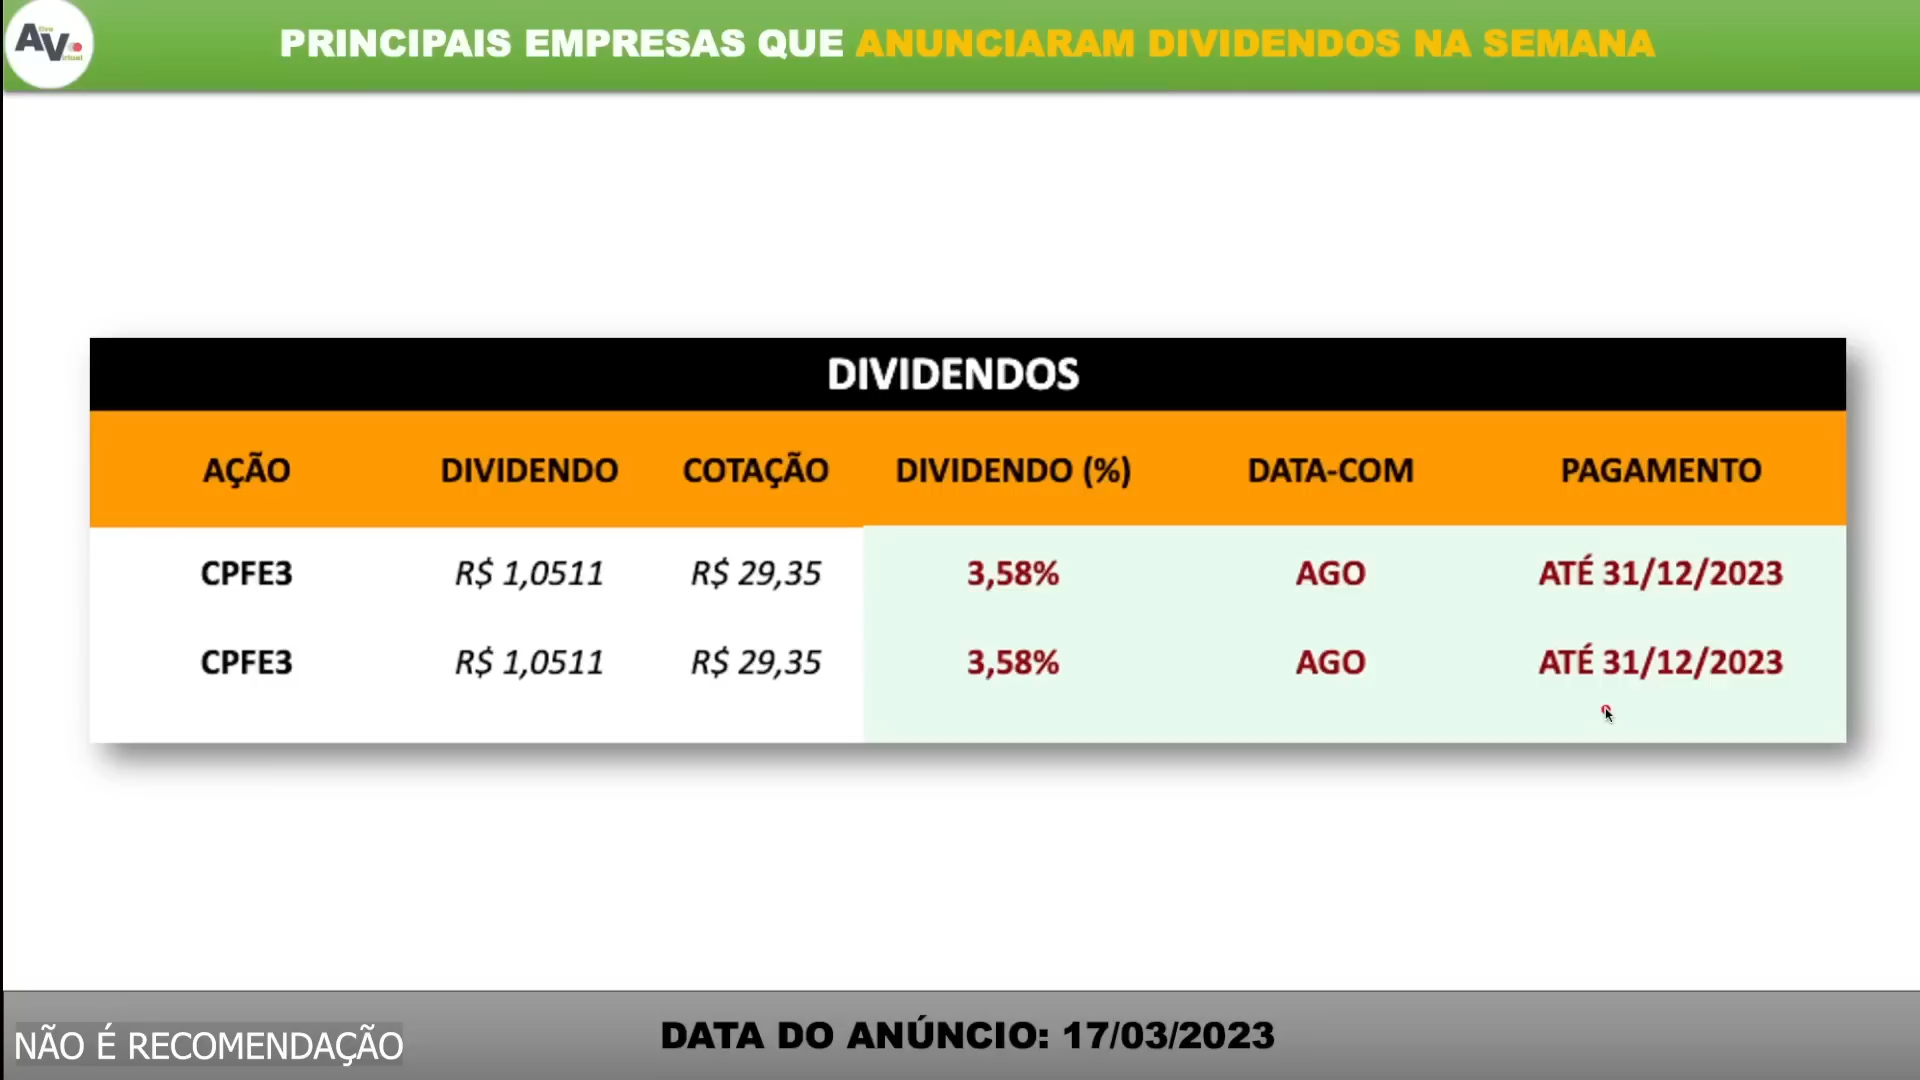 AV
PRINCIPAIS EMPRESAS QUE ANUNCIARAM DIVIDENDOS NA SEMANA
DIVIDENDOS
AÇÃO DIVIDENDO COTAÇÃO DIVIDENDO (%) DATA-COM PAGAMENTO
CPFE3 R$ 1,0511 R$ 29,35 3,58% AGO ATÉ 31/12/2023
CPFE3 R$ 1,0511 R$ 29,35 3,58% AGO ATÉ 31/12/2023
NÃO É RECOMENDAÇÃO
DATA DO ANÚNCIO: 17/03/2023